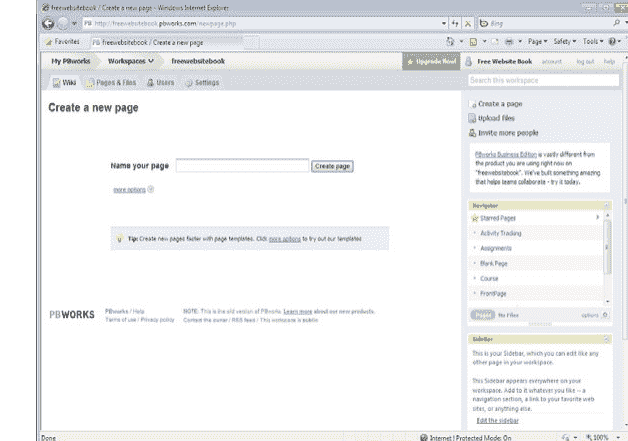 freewebsitebook / Create a new page - Windows Internet Explorer
http://freewebsitebook.pbworks.com/newpage.php
Bing
Favorites
freewebsitebook / Create a new page
Page
Safety
Tools
My PBworks
Workspaces
freewebsitebook
Upgrade Now!
Free Website Book
account
log out
help
Wiki
Pages & Files
Users
Settings
Search this workspace
Create a new page
Create a page
Upload files
Invite more people
Name your page
Create page
more options
PBworks Business Edition is vastly different from
the product you are using right now on
"freewebsitebook". We've built something amazing
that helps teams collaborate - try it today.
Navigator
Starred Pages
Activity Tracking
Assignments
Blank Page
Course
FrontPage
Tip: Create new pages faster with page templates. Click more options to try out our templates
Pages
No Files
options
PBWORKS
PBworks / Help
Terms of use / Privacy policy
NOTE: This is the old version of PBworks. Learn more about our new products.
Contact the owner / RSS feed / This workspace is public
SideBar
This is your Sidebar, which you can edit like any
other page in your workspace.
This Sidebar appears everywhere on your
workspace. Add to it whatever you like -- a
navigation section, a link to your favorite web
sites, or anything else.
Edit the sidebar
Done
Internet | Protected Mode: On
100%